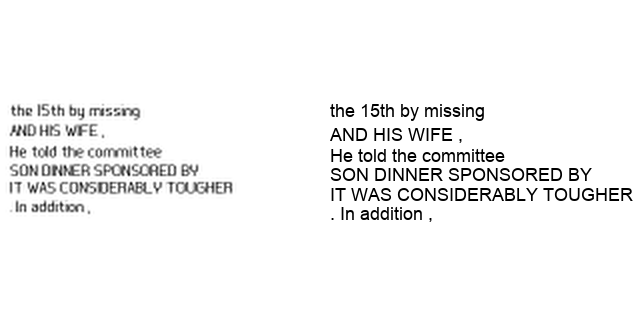 the 15th by missing
AND HIS WIFE ,
He told the committee
SON DINNER SPONSORED BY
IT WAS CONSIDERABLY TOUGHER
. In addition ,
the 15th by missing
AND HIS WIFE ,
He told the committee
SON DINNER SPONSORED BY
IT WAS CONSIDERABLY TOUGHER
. In addition ,